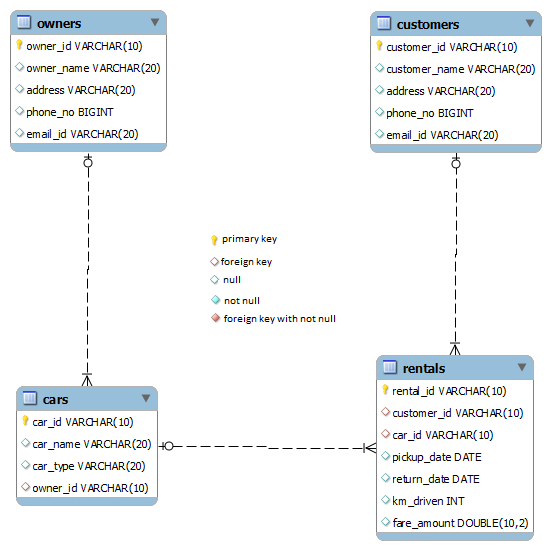 owners
owner_id VARCHAR(10)
owner_name VARCHAR(20)
address VARCHAR(20)
phone_no BIGINT
email_id VARCHAR(20)
customers
customer_id VARCHAR(10)
customer_name VARCHAR(20)
address VARCHAR(20)
phone_no BIGINT
email_id VARCHAR(20)
primary key
foreign key
null
not null
foreign key with not null
cars
car_id VARCHAR(10)
car_name VARCHAR(20)
car_type VARCHAR(20)
owner_id VARCHAR(10)
rentals
rental_id VARCHAR(10)
customer_id VARCHAR(10)
car_id VARCHAR(10)
pickup_date DATE
return_date DATE
km_driven INT
fare_amount DOUBLE(10,2)